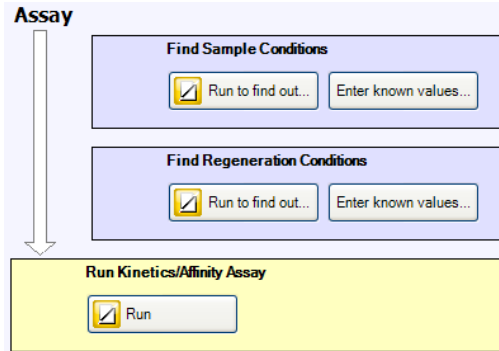 Assay
Find Sample Conditions
Run to find out... Enter known values...
Find Regeneration Conditions
Run to find out... Enter known values...
Run Kinetics/Affinity Assay
Run